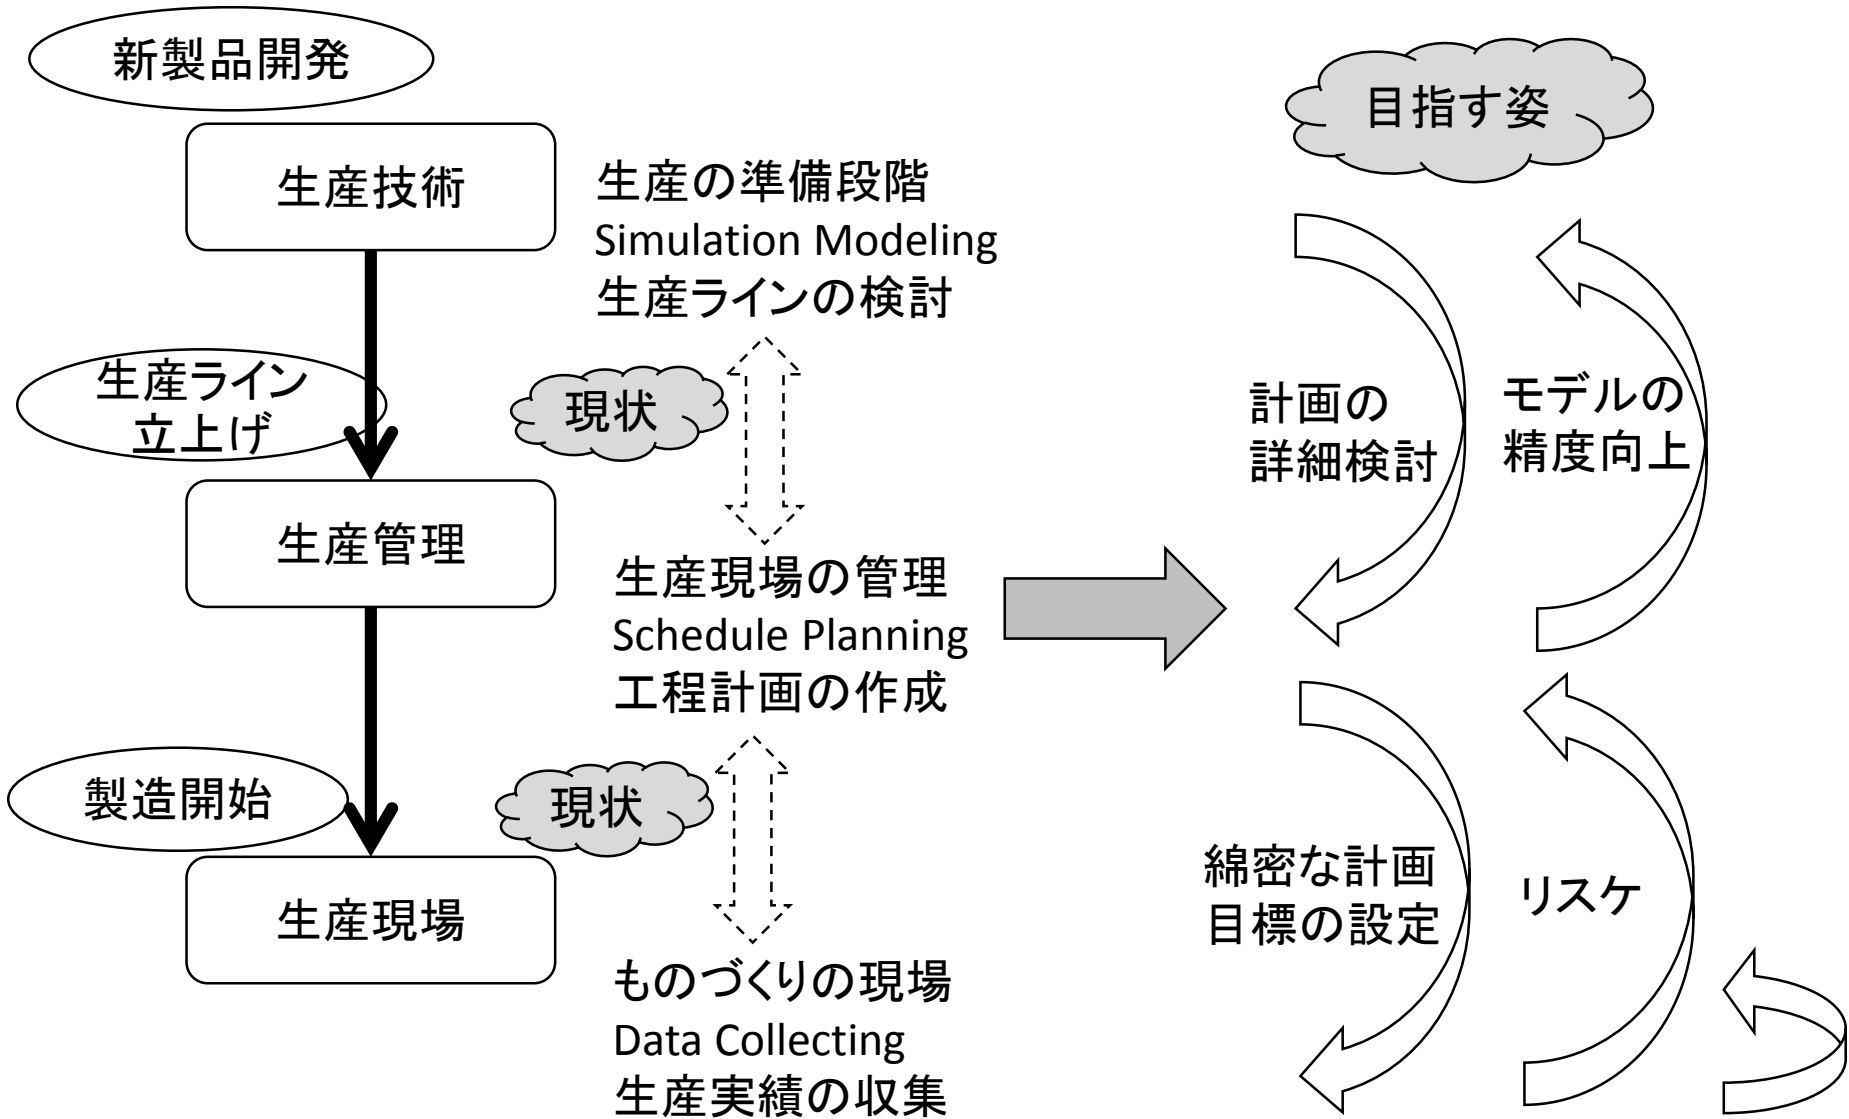 新製品開発
生産技術
生産ライン
立上げ
生産管理
製造開始
生産現場
生産の準備段階
Simulation Modeling
生産ラインの検討
現状
生産現場の管理
Schedule Planning
工程計画の作成
現状
ものづくりの現場
Data Collecting
生産実績の収集
目指す姿
計画の
詳細検討
モデルの
精度向上
綿密な計画
目標の設定
リスケ